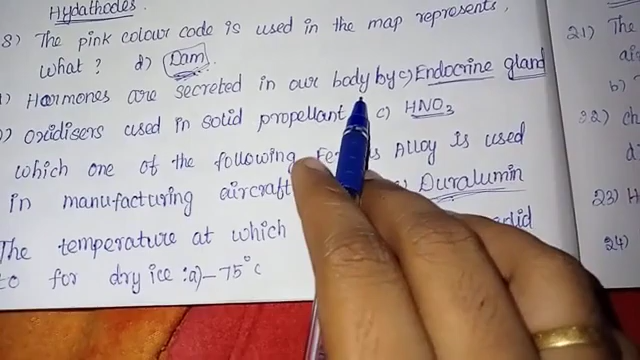 Hydathodes.
8) The pink colour code is used in the map represents,
what? d) Dam
Hormones are secreted in our body by c) Endocrine gland
oxidisers used in solid propellant c) HNO3
which one of the following Alloy is used
in manufacturing aircraft Duralumin
The temperature at which solid
to for dry ice :a) -75°c
21) The
b)
22) ch
23) H
24)